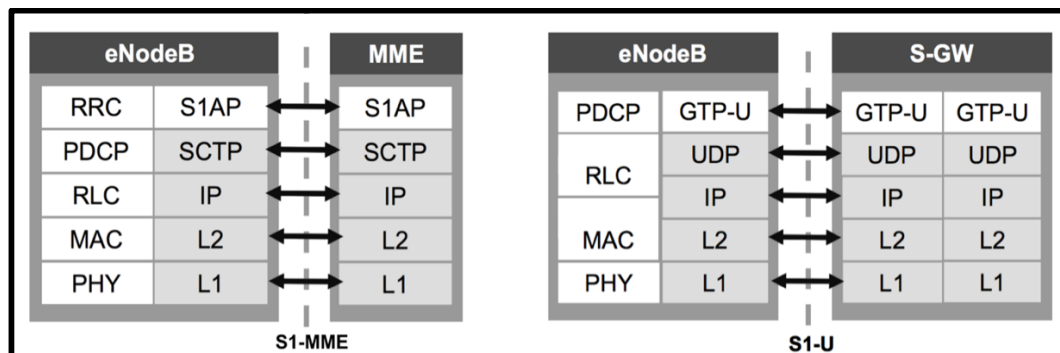 eNodeB MME
RRC S1AP S1AP
PDCP SCTP SCTP
RLC IP IP
MAC L2 L2
PHY L1 L1
S1-MME
eNodeB S-GW
PDCP GTP-U GTP-U GTP-U
UDP UDP UDP
RLC
IP IP IP
MAC L2 L2 L2
PHY L1 L1 L1
S1-U